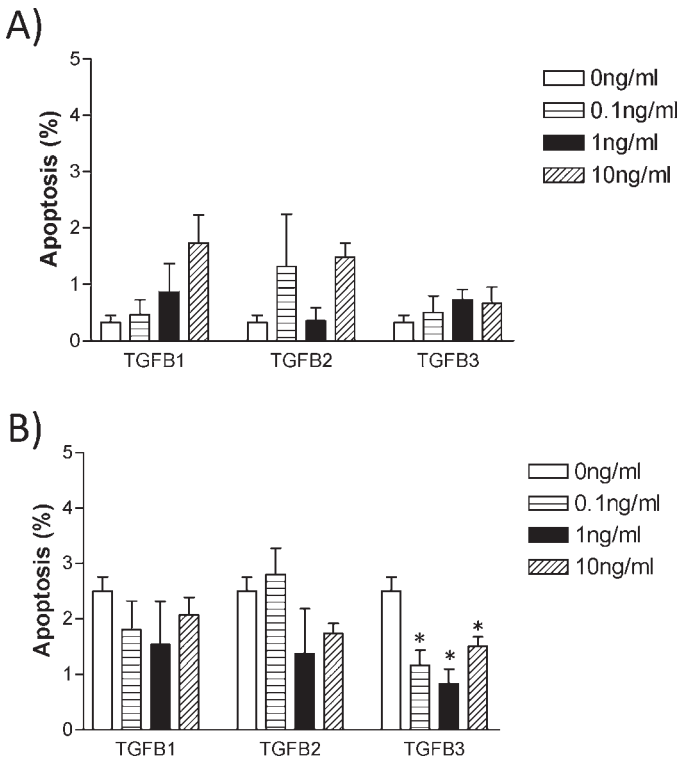 A)
Apoptosis (%)
5
4
3
2
1
0
TGFB1 TGFB2 TGFB3
0ng/ml
0.1ng/ml
1ng/ml
10ng/ml
B)
Apoptosis (%)
5
4
3
2
1
0
* * *
TGFB1 TGFB2 TGFB3
0ng/ml
0.1ng/ml
1ng/ml
10ng/ml